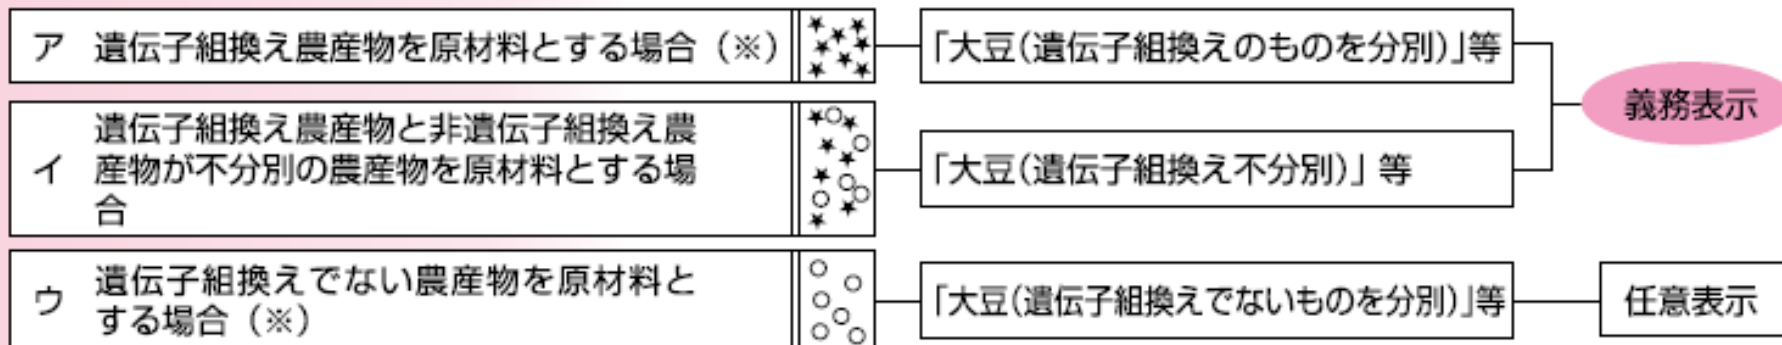 ア 遺伝子組換え農産物を原材料とする場合（※）
「大豆(遺伝子組換えのものを分別)」等
義務表示
イ 遺伝子組換え農産物と非遺伝子組換え農
産物が不分別の農産物を原材料とする場
合
「大豆(遺伝子組換え不分別)」 等
ウ 遺伝子組換えでない農産物を原材料と
する場合（※）
「大豆(遺伝子組換えでないものを分別)」等
任意表示